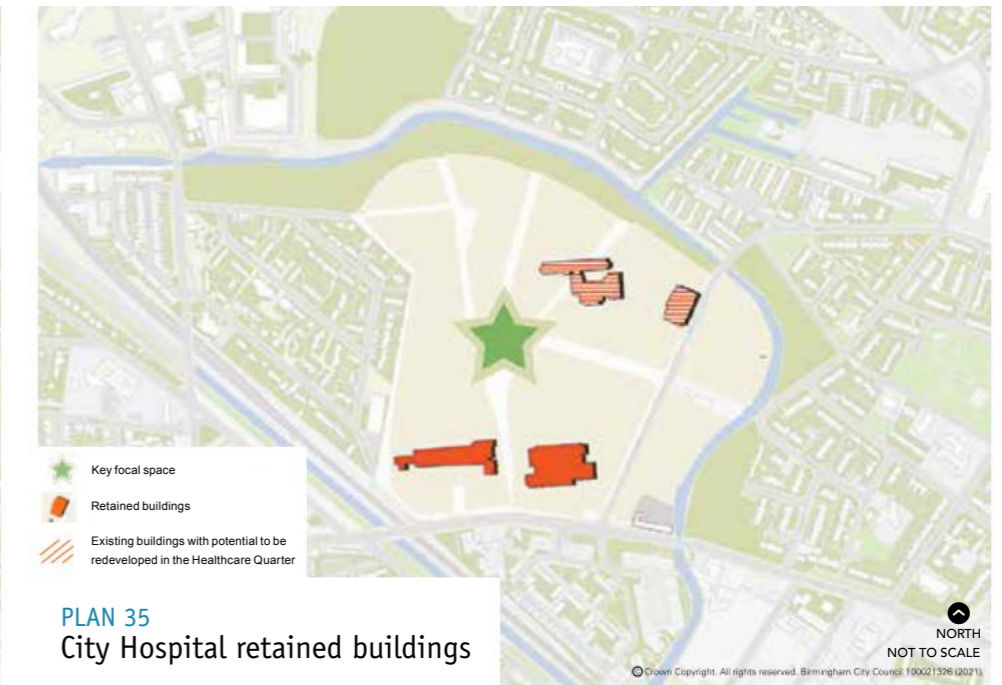 Key focal space
Retained buildings
Existing buildings with potential to be
redeveloped in the Healthcare Quarter
PLAN 35
City Hospital retained buildings
NORTH
NOT TO SCALE
© Crown Copyright. All rights reserved. Birmingham City Council 100021326 (2021).